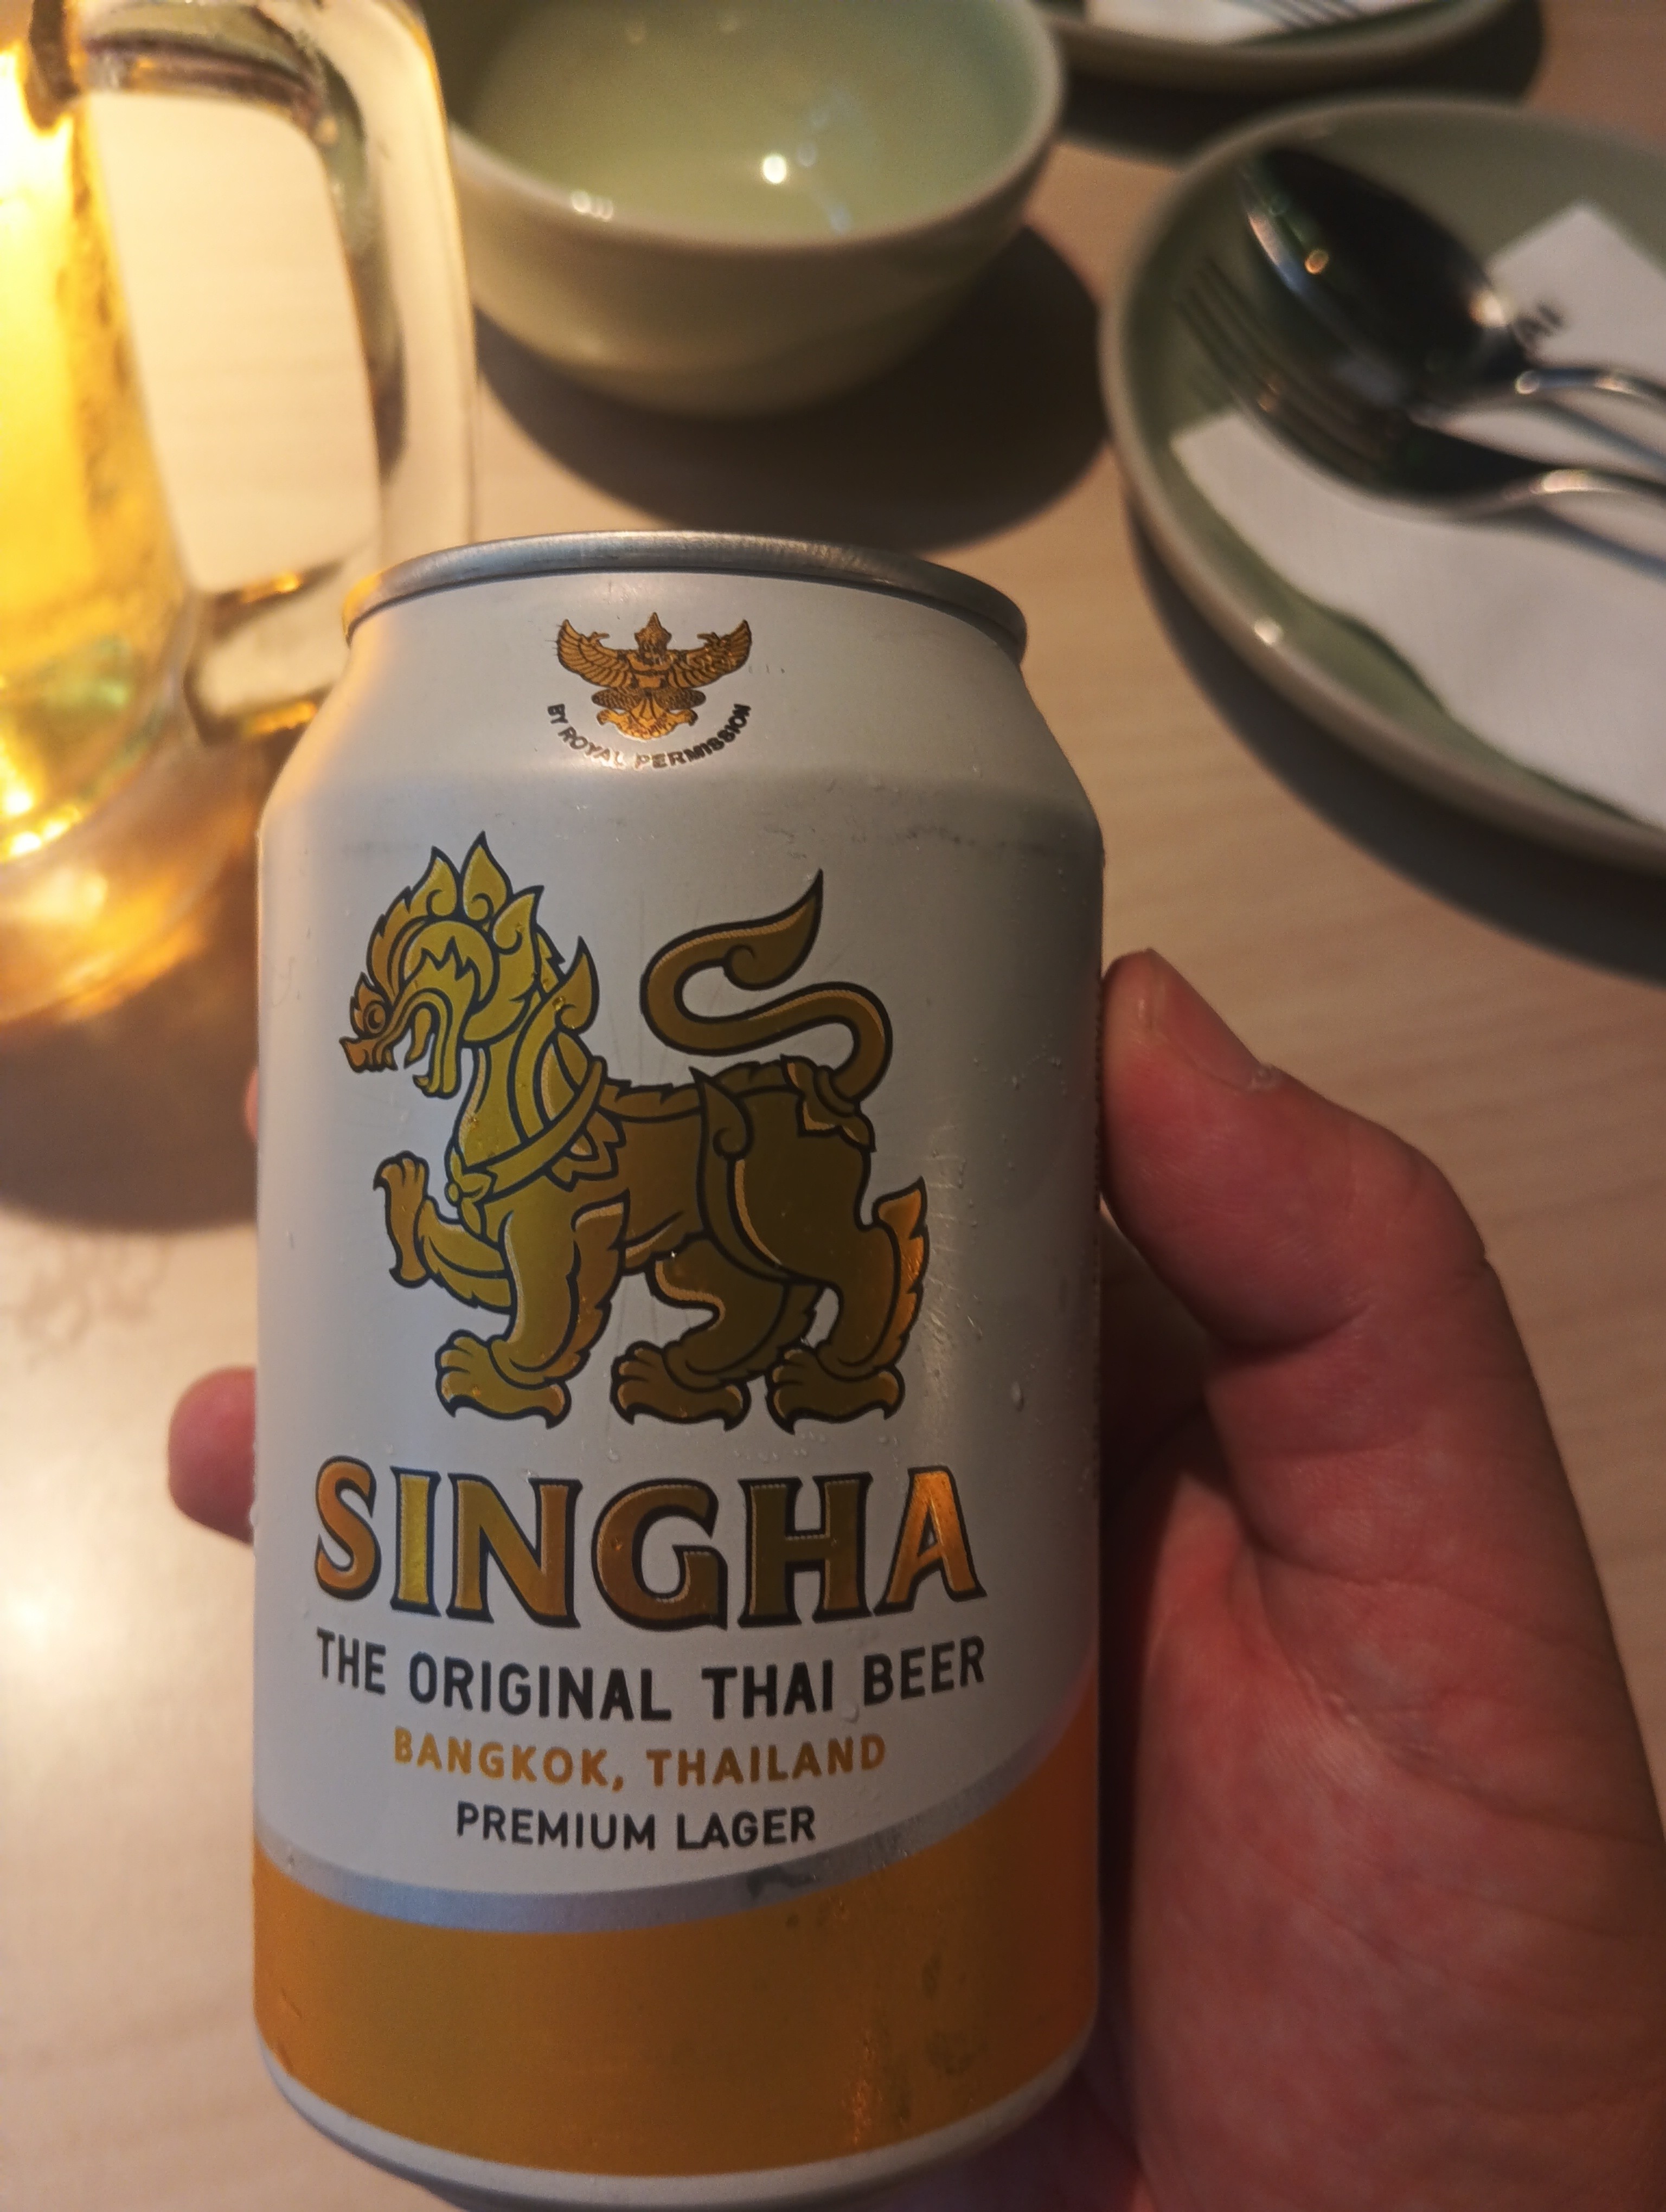 BY ROYAL PERMISSION
SINGHA
THE ORIGINAL THAI BEER
BANGKOK, THAILAND
PREMIUM LAGER